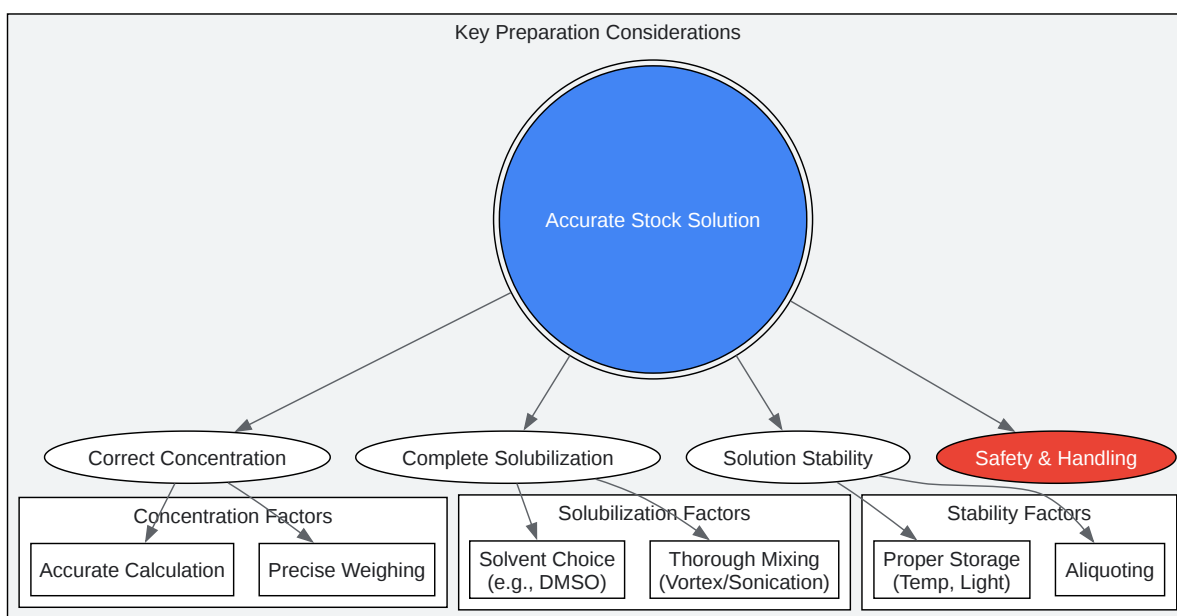 Key Preparation Considerations
Accurate Stock Solution
Correct Concentration
Complete Solubilization
Solution Stability
Safety & Handling
Concentration Factors
Accurate Calculation
Precise Weighing
Solubilization Factors
Solvent Choice
(e.g., DMSO)
Thorough Mixing
(Vortex/Sonication)
Stability Factors
Proper Storage
(Temp, Light)
Aliquoting